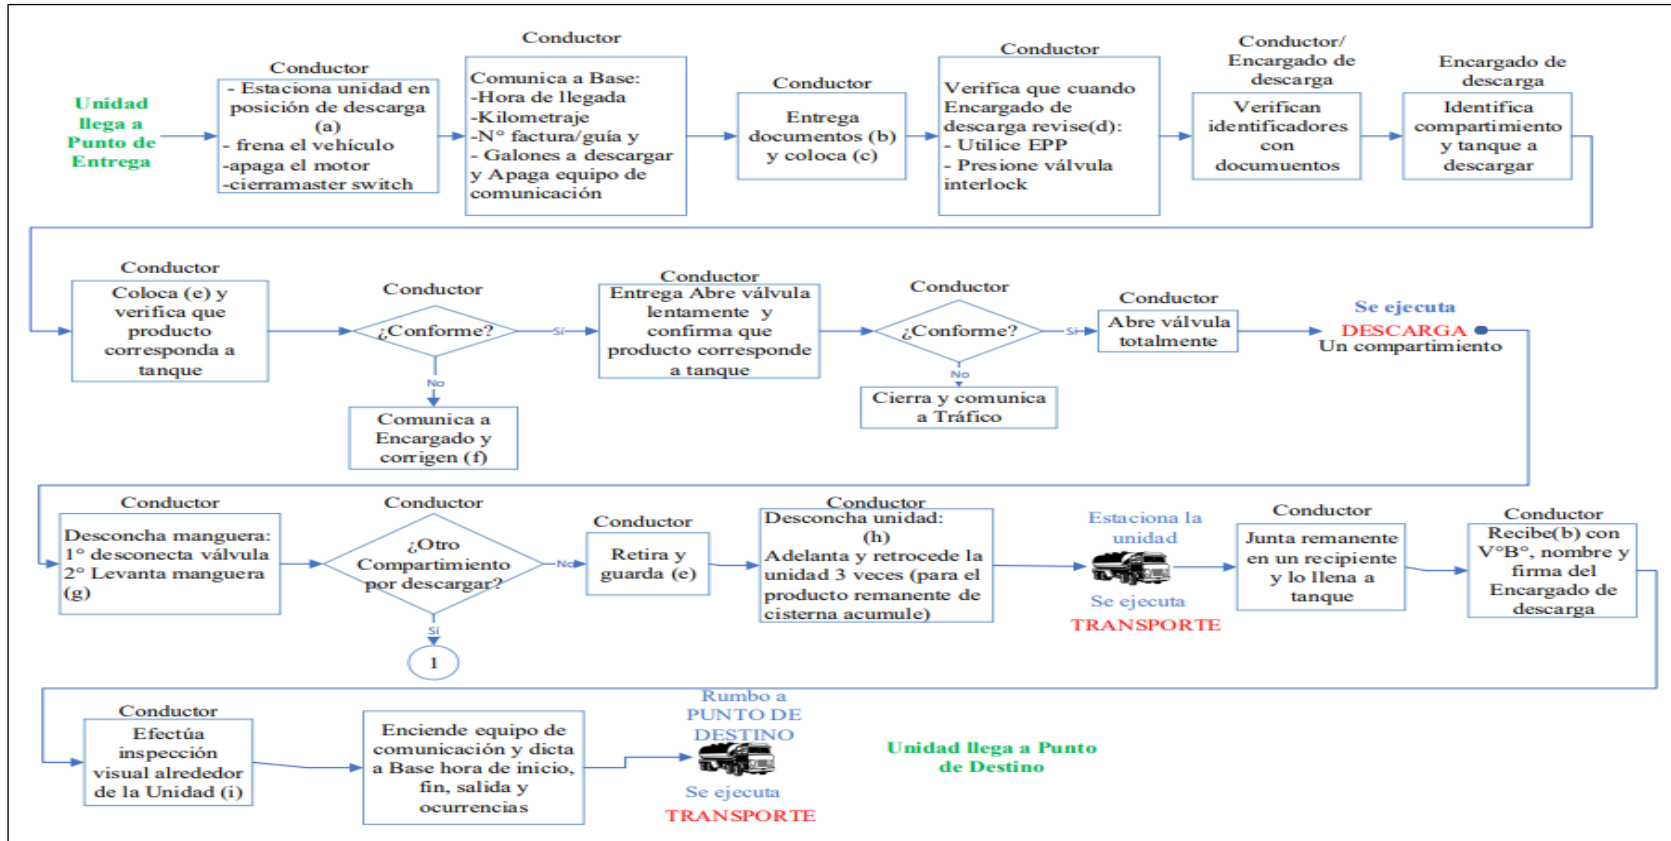 Unidad
llega a
Punto de
Entrega
Conductor
- Estaciona unidad en
posición de descarga
(a)
- frena el vehículo
-apaga el motor
-cierramaster switch
Conductor
Comunica a Base:
-Hora de llegada
-Kilometraje
-N° factura/guía y
- Galones a descargar
y Apaga equipo de
comunicación
Conductor
Entrega
documentos (b)
y coloca (c)
Conductor
Verifica que cuando
Encargado de
descarga revise(d):
- Utilice EPP
- Presione válvula
interlock
Conductor/
Encargado de
descarga
Verifican
identificadores
con
documuentos
Encargado de
descarga
Identifica
compartimiento
y tanque a
descargar
Conductor
Coloca (e) y
verifica que
producto
corresponda a
tanque
Conductor
¿Conforme?
Sí
No
Comunica a
Encargado y
corrigen (f)
Conductor
Entrega Abre válvula
lentamente y
confirma que
producto corresponde
a tanque
Conductor
¿Conforme?
Sí
No
Cierra y comunica
a Tráfico
Conductor
Abre válvula
totalmente
Se ejecuta
DESCARGA
Un compartimiento
Conductor
Desconcha manguera:
1° desconecta válvula
2° Levanta manguera
(g)
Conductor
¿Otro
Compartimiento
por descargar?
No
Sí
1
Conductor
Retira y
guarda (e)
Conductor
Desconcha unidad:
(h)
Adelanta y retrocede la
unidad 3 veces (para el
producto remanente de
cisterna acumule)
Estaciona la
unidad
Se ejecuta
TRANSPORTE
Conductor
Junta remanente
en un recipiente
y lo llena a
tanque
Conductor
Recibe(b) con
V°B°, nombre y
firma del
Encargado de
descarga
Conductor
Efectúa
inspección
visual alrededor
de la Unidad (i)
Enciende equipo de
comunicación y dicta
a Base hora de inicio,
fin, salida y
ocurrencias
Rumbo a
PUNTO DE
DESTINO
Se ejecuta
TRANSPORTE
Unidad llega a Punto
de Destino